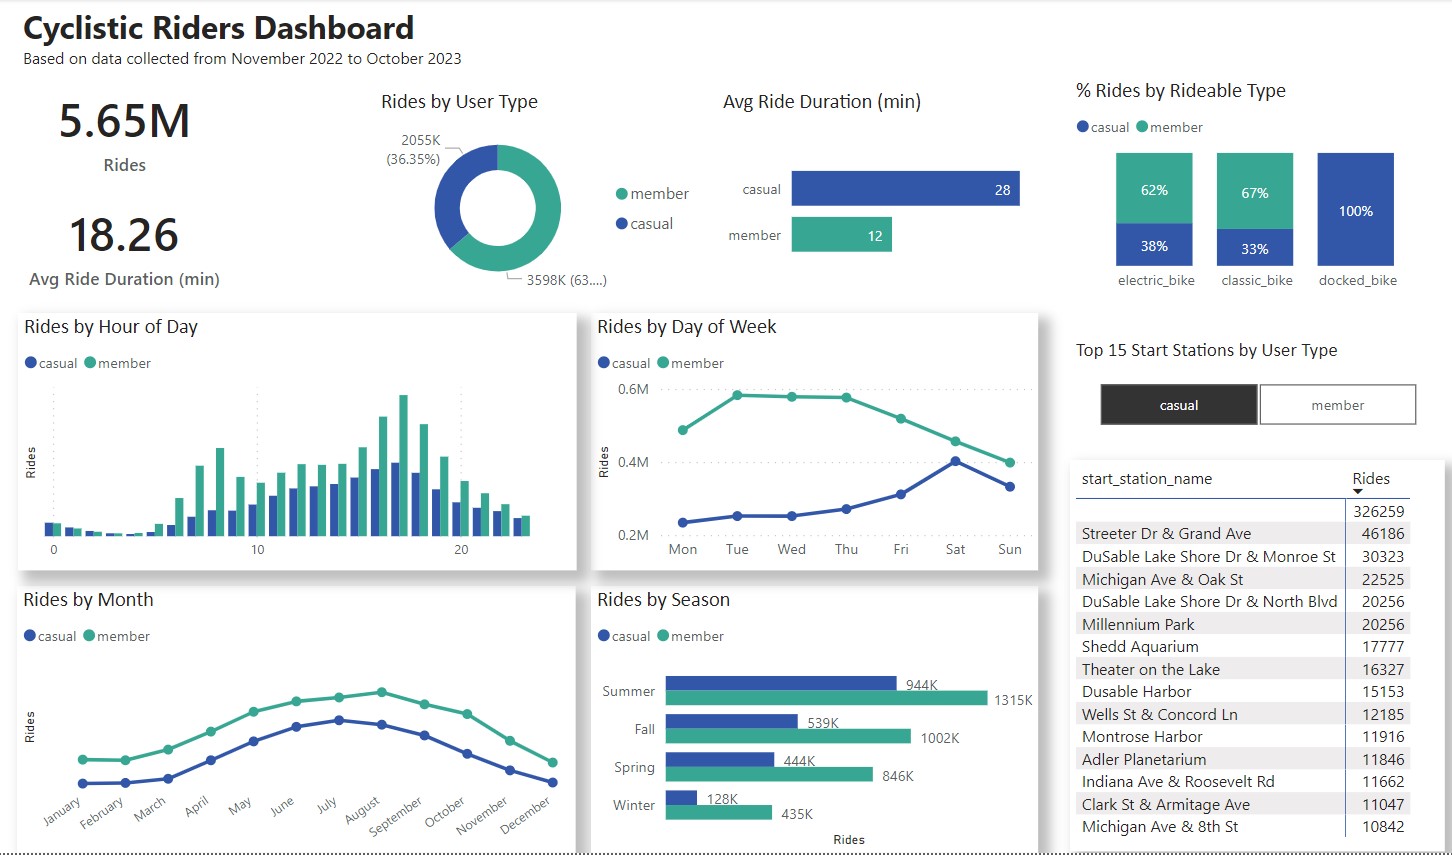 Cyclistic Riders Dashboard
Based on data collected from November 2022 to October 2023
5.65M
Rides
18.26
Avg Ride Duration (min)
Rides by User Type
2055K
(36.35%)
3598K (63....)
member
casual
Avg Ride Duration (min)
casual
28
member
12
% Rides by Rideable Type
casual member
62% 67% 100%
38% 33%
electric_bike classic_bike docked_bike
Rides by Hour of Day
casual member
Rides
0 10 20
Rides by Day of Week
casual member
Rides
0.6M
0.4M
0.2M
Mon Tue Wed Thu Fri Sat Sun
Rides by Month
casual member
Rides
January February March April May June July August September October November December
Rides by Season
casual member
Summer 944K
1315K
Fall 539K
1002K
Spring 444K
846K
Winter 128K
435K
Rides
Top 15 Start Stations by User Type
casual member
start_station_name Rides
326259
Streeter Dr & Grand Ave 46186
DuSable Lake Shore Dr & Monroe St 30323
Michigan Ave & Oak St 22525
DuSable Lake Shore Dr & North Blvd 20256
Millennium Park 20256
Shedd Aquarium 17777
Theater on the Lake 16327
Dusable Harbor 15153
Wells St & Concord Ln 12185
Montrose Harbor 11916
Adler Planetarium 11846
Indiana Ave & Roosevelt Rd 11662
Clark St & Armitage Ave 11047
Michigan Ave & 8th St 10842